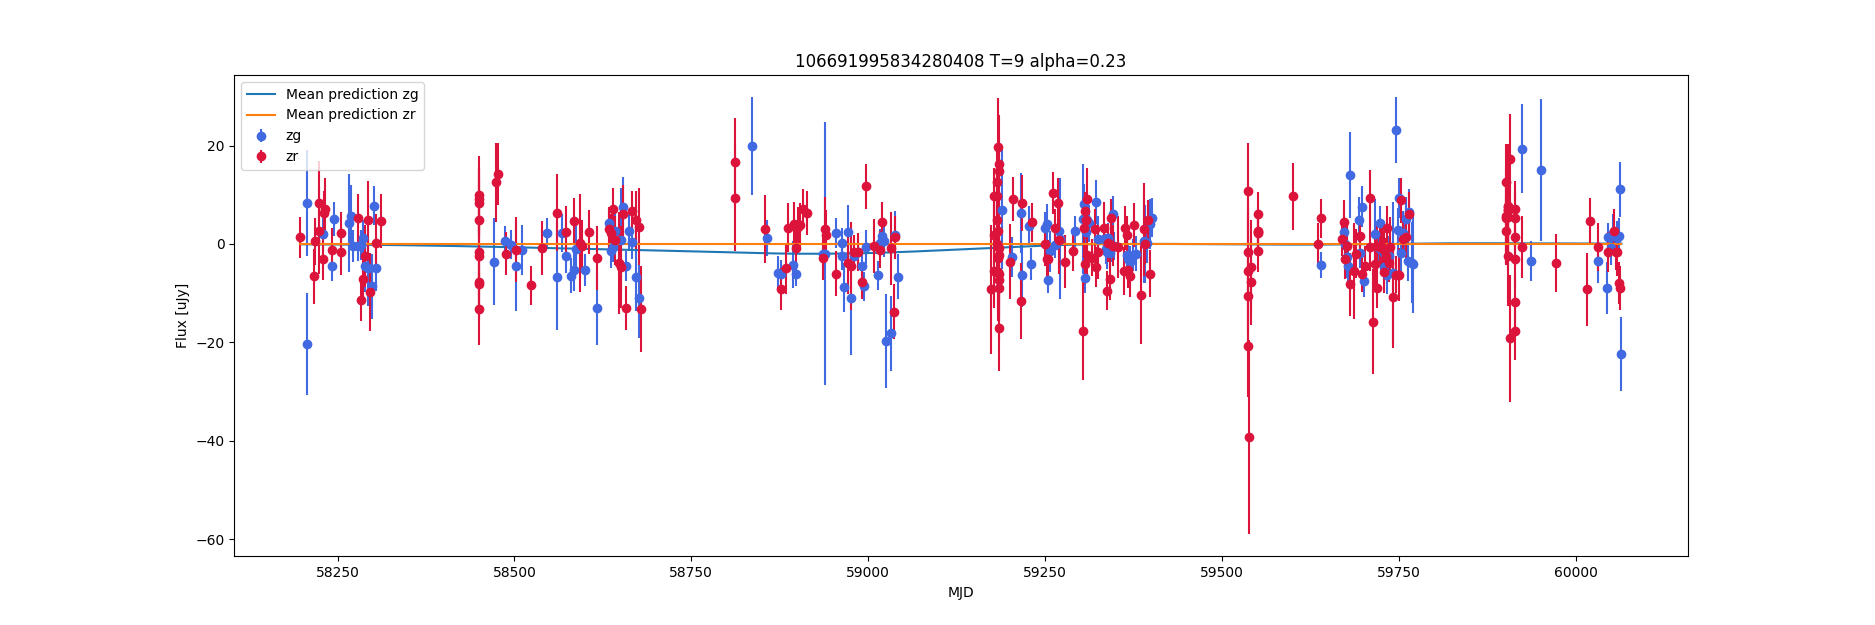 106691995834280408 T=9 alpha=0.23
Mean prediction zg
Mean prediction zr
zg
zr
20
0
−20
−40
−60
Flux [uJy]
58250 58500 58750 59000 59250 59500 59750 60000
MJD